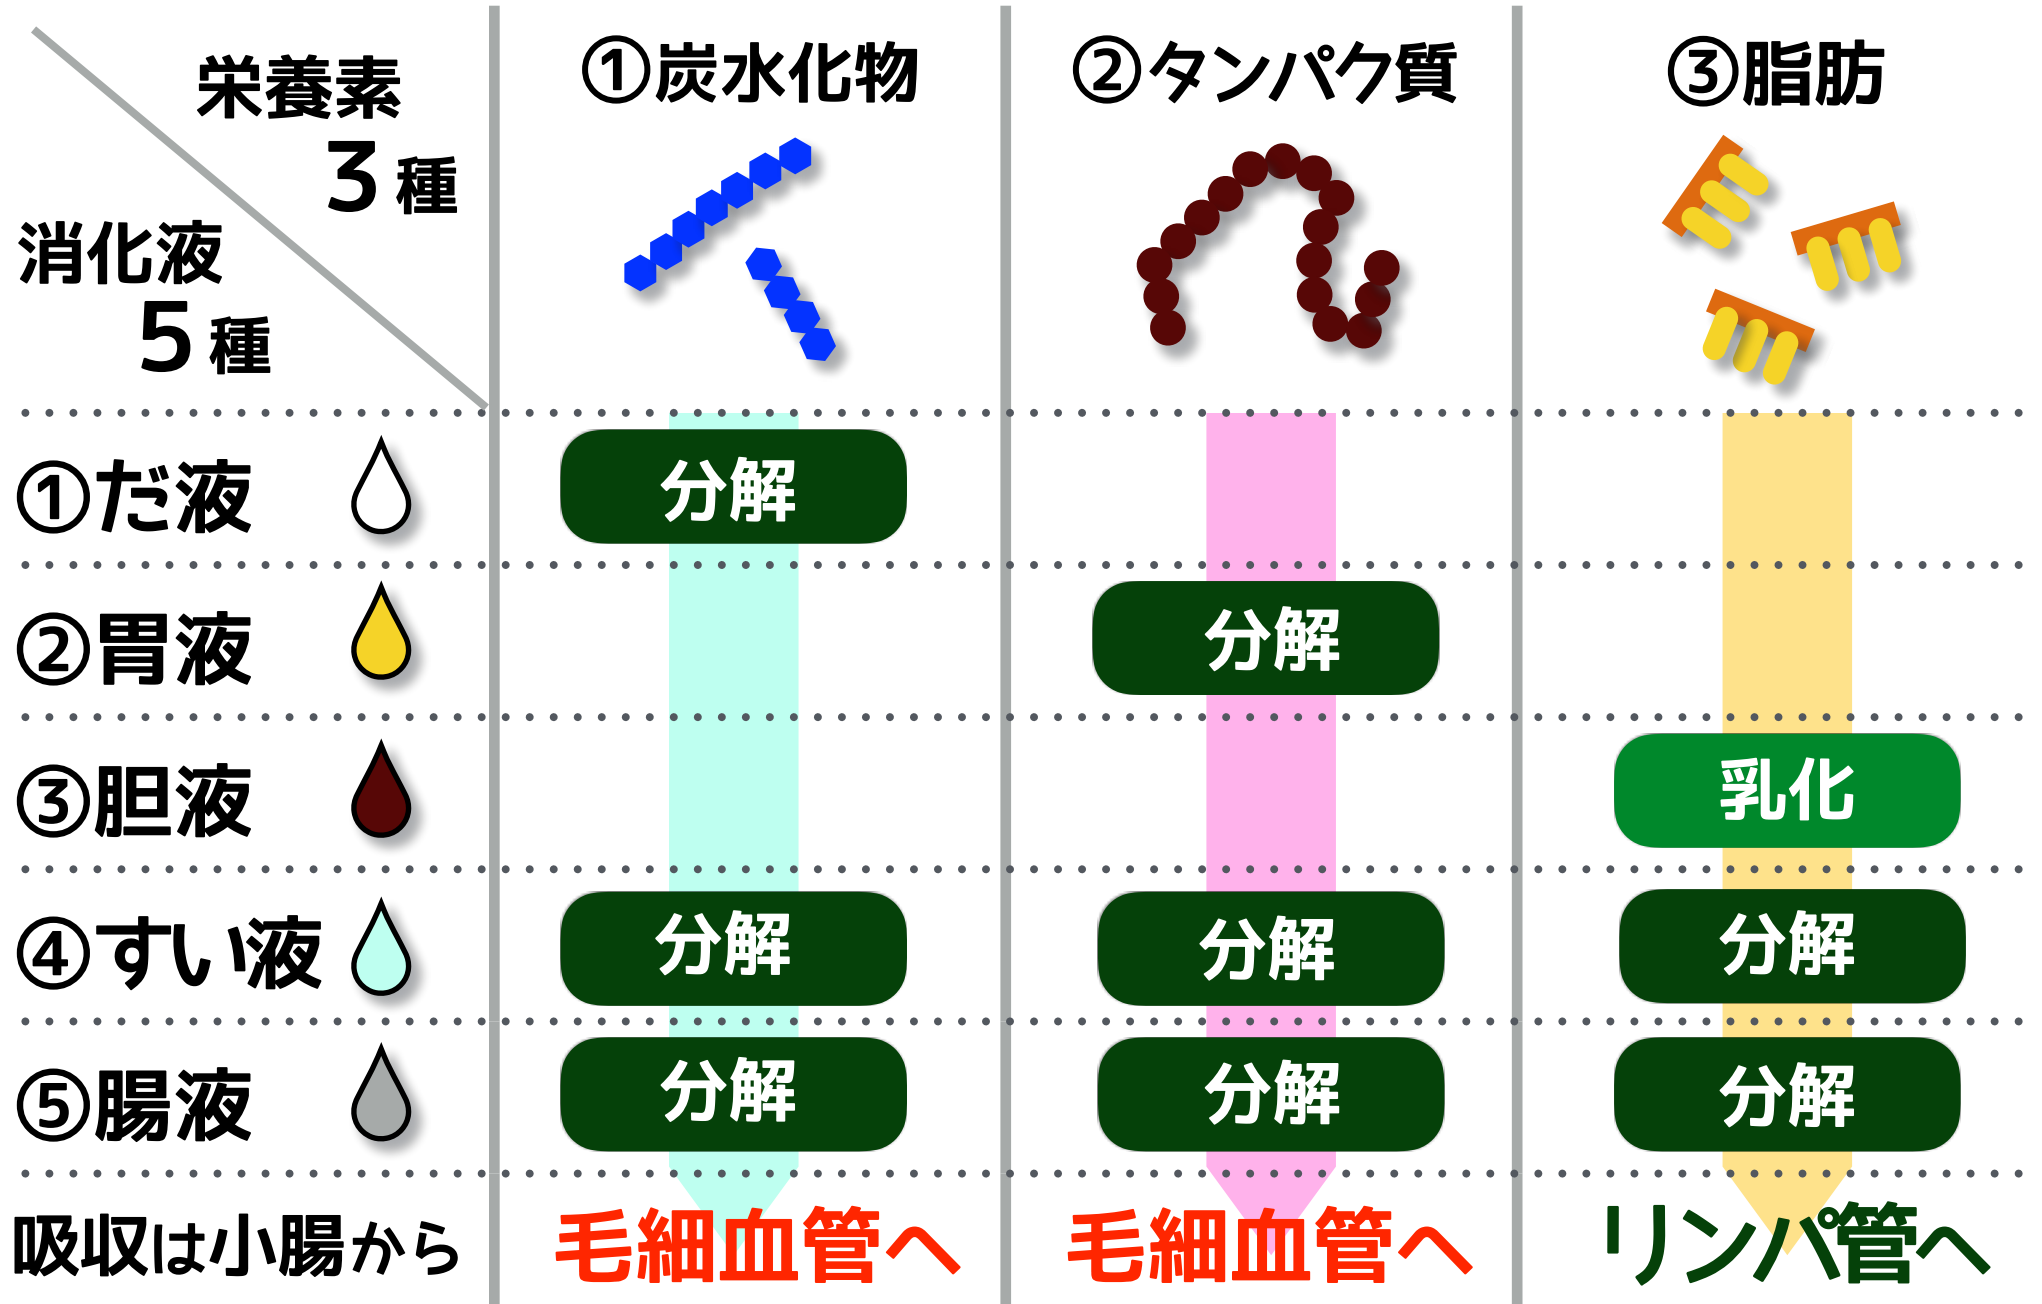 栄養素
3種
消化液
5種
①炭水化物
②タンパク質
③脂肪
①だ液
分解
②胃液
分解
③胆液
乳化
④すい液
分解
分解
分解
⑤腸液
分解
分解
分解
吸収は小腸から
毛細血管へ
毛細血管へ
リンパ管へ